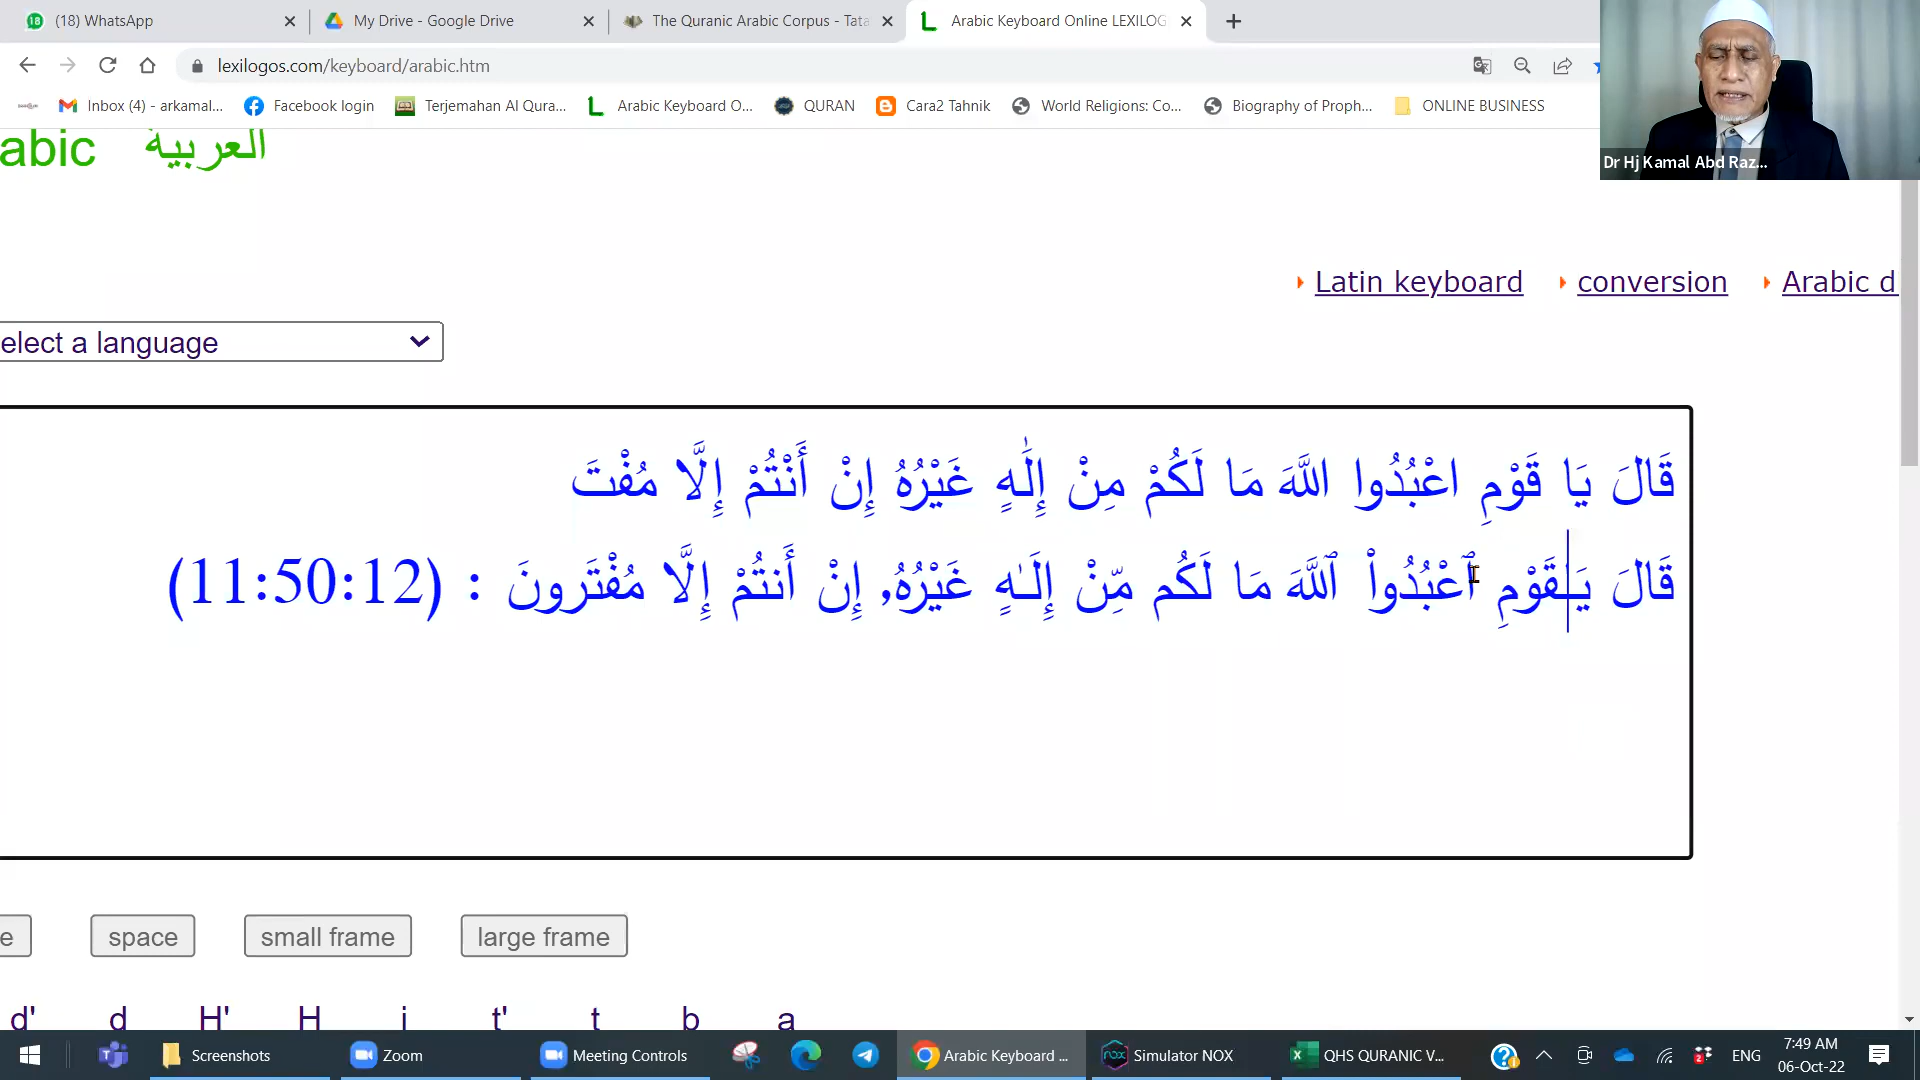 (18) WhatsApp
My Drive - Google Drive
The Quranic Arabic Corpus - Tata
Arabic Keyboard Online LEXILOG
lexilogos.com/keyboard/arabic.htm
Inbox (4) - arkamal...
Facebook login
Terjemahan Al Qura...
Arabic Keyboard O...
QURAN
Cara2 Tahnik
World Religions: Co...
Biography of Proph...
ONLINE BUSINESS
Dr Hj Kamal Abd Raz...
abic العربية
Latin keyboard
conversion
Arabic d
elect a language
قَالَ يَا قَوْمِ اعْبُدُوا اللَّهَ مَا لَكُمْ مِنْ إِلَٰهٍ غَيْرُهُ إِنْ أَنْتُمْ إِلَّا مُفْتَ
قَالَ يَـٰقَوْمِ ٱعْبُدُوا۟ ٱللَّهَ مَا لَكُم مِّنْ إِلَـٰهٍ غَيْرُهُۥ إِنْ أَنتُمْ إِلَّا مُفْتَرونَ : (11:50:12)
e
space
small frame
large frame
d' d H' H j t' t b a
Screenshots
Zoom
Meeting Controls
Arabic Keyboard ...
Simulator NOX
QHS QURANIC V...
ENG
7:49 AM
06-Oct-22